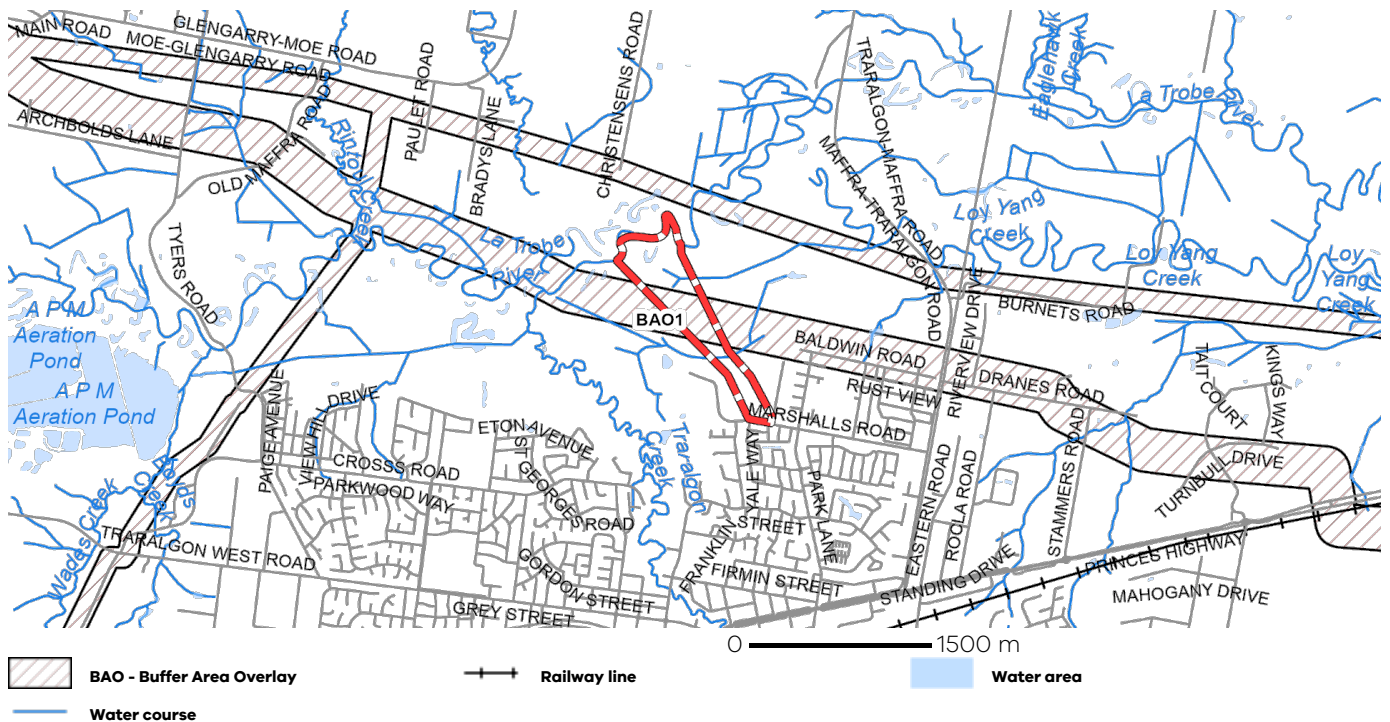 MAIN ROAD
GLENGARRY-MOE ROAD
MOE-GLENGARRY ROAD
ARCHBOLDS LANE
OLD MAFFRA ROAD
Rintoul Creek
PAULET ROAD
BRADYS LANE
CHRISTENSENS ROAD
TRARALGON-MAFFRA ROAD
MAFFRA-TRARALGON ROAD
Eaglehawk
Creek
a Trobe River
Loy Yang
Creek
Loy Yang
Creek
Loy
Yang
Creek
TYERS ROAD
La Trobe
River
BAO1
BURNETS ROAD
RIVERVIEW DRIVE
BALDWIN ROAD
RUST VIEW
DRANES ROAD
TAIT COURT
KINGS WAY
A P M
Aeration
Pond
A P M
Aeration Pond
PAIGE AVENUE
VIEW HILL DRIVE
ETON AVENUE
ST GEORGES ROAD
CROSSS ROAD
PARKWOOD WAY
Traralgon
Creek
MARSHALLS ROAD
YALE WAY
PARK LANE
EASTERN ROAD
ROCLA ROAD
STAMMERS ROAD
TURNBULL DRIVE
Boyds
Creek
Wades Creek
TRARALGON WEST ROAD
GORDON STREET
GREY STREET
FRANKLIN STREET
FIRMIN STREET
STANDING DRIVE
PRINCES HIGHWAY
MAHOGANY DRIVE
0 1500 m
BAO - Buffer Area Overlay
Railway line
Water area
Water course